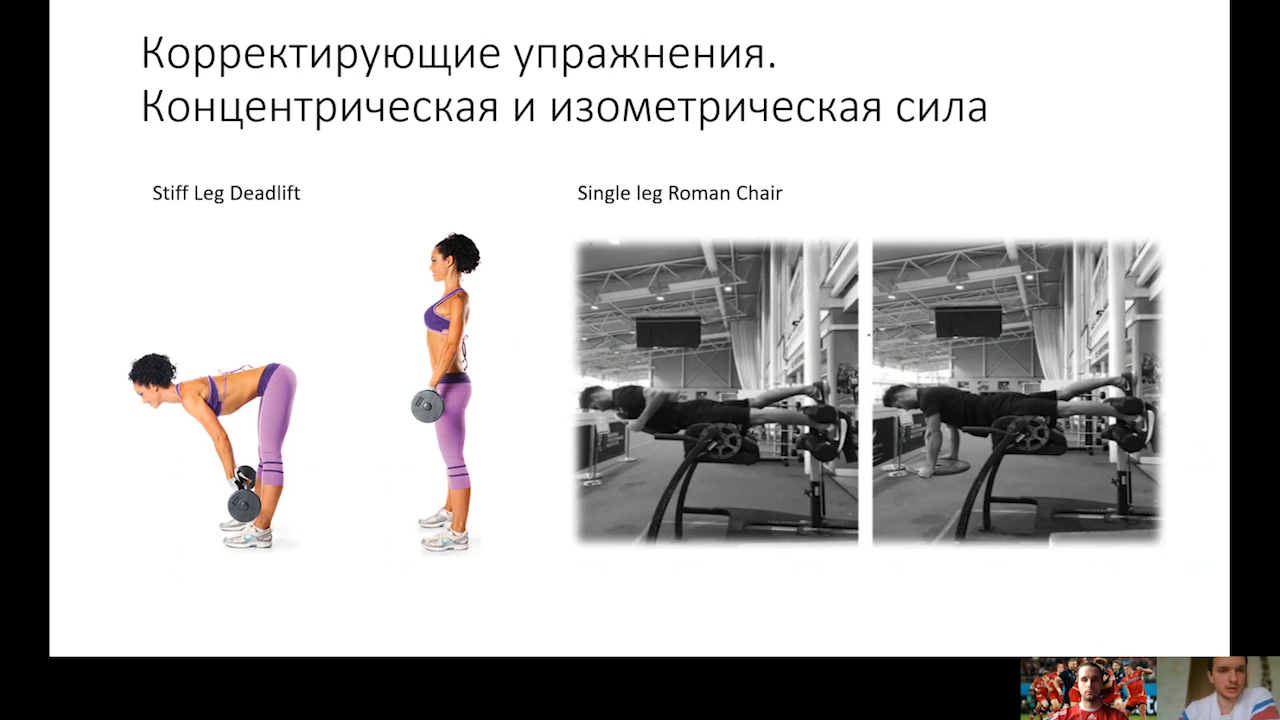 Корректирующие упражнения.
Концентрическая и изометрическая сила
Stiff Leg Deadlift
Single leg Roman Chair